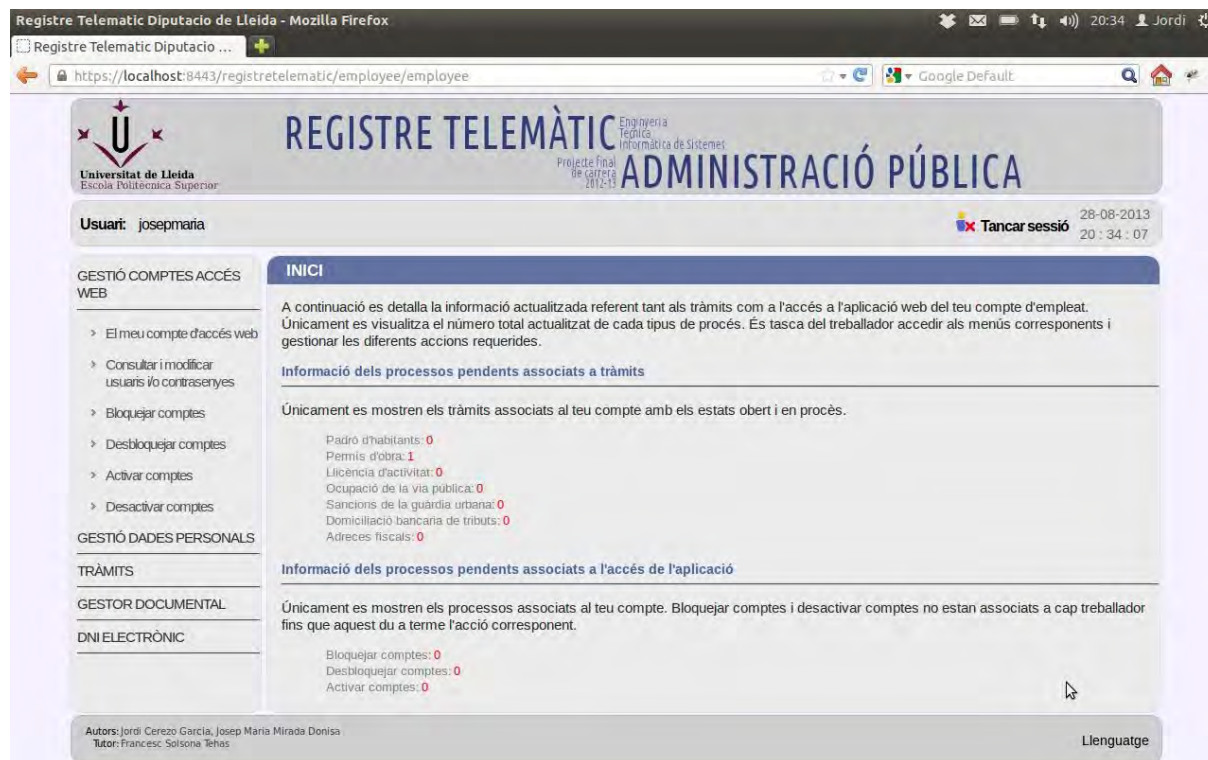 Registre Telematic Diputacio de Lleida - Mozilla Firefox
20:34 Jordi
Registre Telematic Diputacio ...
https://localhost:8443/registretelematic/employee/employee
Google Default
Universitat de Lleida
Escola Politècnica Superior
REGISTRE TELEMÀTIC
Enginyeria
Tècnica
Informàtica de Sistemes
Projecte final
de carrera
2012-13
ADMINISTRACIÓ PÚBLICA
Usuari: josepmaria
Tancar sessió
28-08-2013
20 : 34 : 07
GESTIÓ COMPTES ACCÉS
WEB
El meu compte d'accés web
Consultar i modificar
usuaris i/o contrasenyes
Bloquejar comptes
Desbloquejar comptes
Activar comptes
Desactivar comptes
GESTIÓ DADES PERSONALS
TRÀMITS
GESTOR DOCUMENTAL
DNI ELECTRÒNIC
INICI
A continuació es detalla la informació actualitzada referent tant als tràmits com a l'accés a l'aplicació web del teu compte d'empleat.
Únicament es visualitza el número total actualitzat de cada tipus de procés. És tasca del treballador accedir als menús corresponents i
gestionar les diferents accions requerides.
Informació dels processos pendents associats a tràmits
Únicament es mostren els tràmits associats al teu compte amb els estats obert i en procès.
Padró d'habitants: 0
Permís d'obra: 1
Llicència d'activitat: 0
Ocupació de la via pública: 0
Sancions de la guàrdia urbana: 0
Domiciliació bancaria de tributs: 0
Adreces fiscals: 0
Informació dels processos pendents associats a l'accés de l'aplicació
Únicament es mostren els processos associats al teu compte. Bloquejar comptes i desactivar comptes no estan associats a cap treballador
fins que aquest du a terme l'acció corresponent.
Bloquejar comptes: 0
Desbloquejar comptes: 0
Activar comptes: 0
Autors: Jordi Cerezo Garcia, Josep Maria Mirada Donisa
Tutor: Francesc Solsona Tehas
Llenguatge